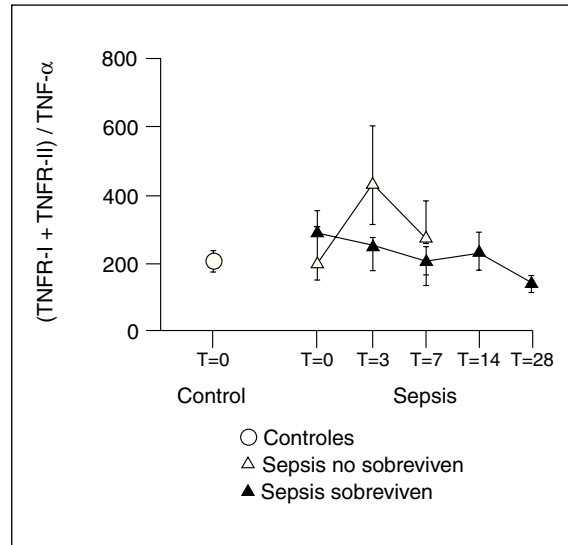 (TNFR-I + TNFR-II) / TNF-α
800
600
400
200
0
T=0 T=0 T=3 T=7 T=14 T=28
Control Sepsis
Controles
Sepsis no sobreviven
Sepsis sobreviven